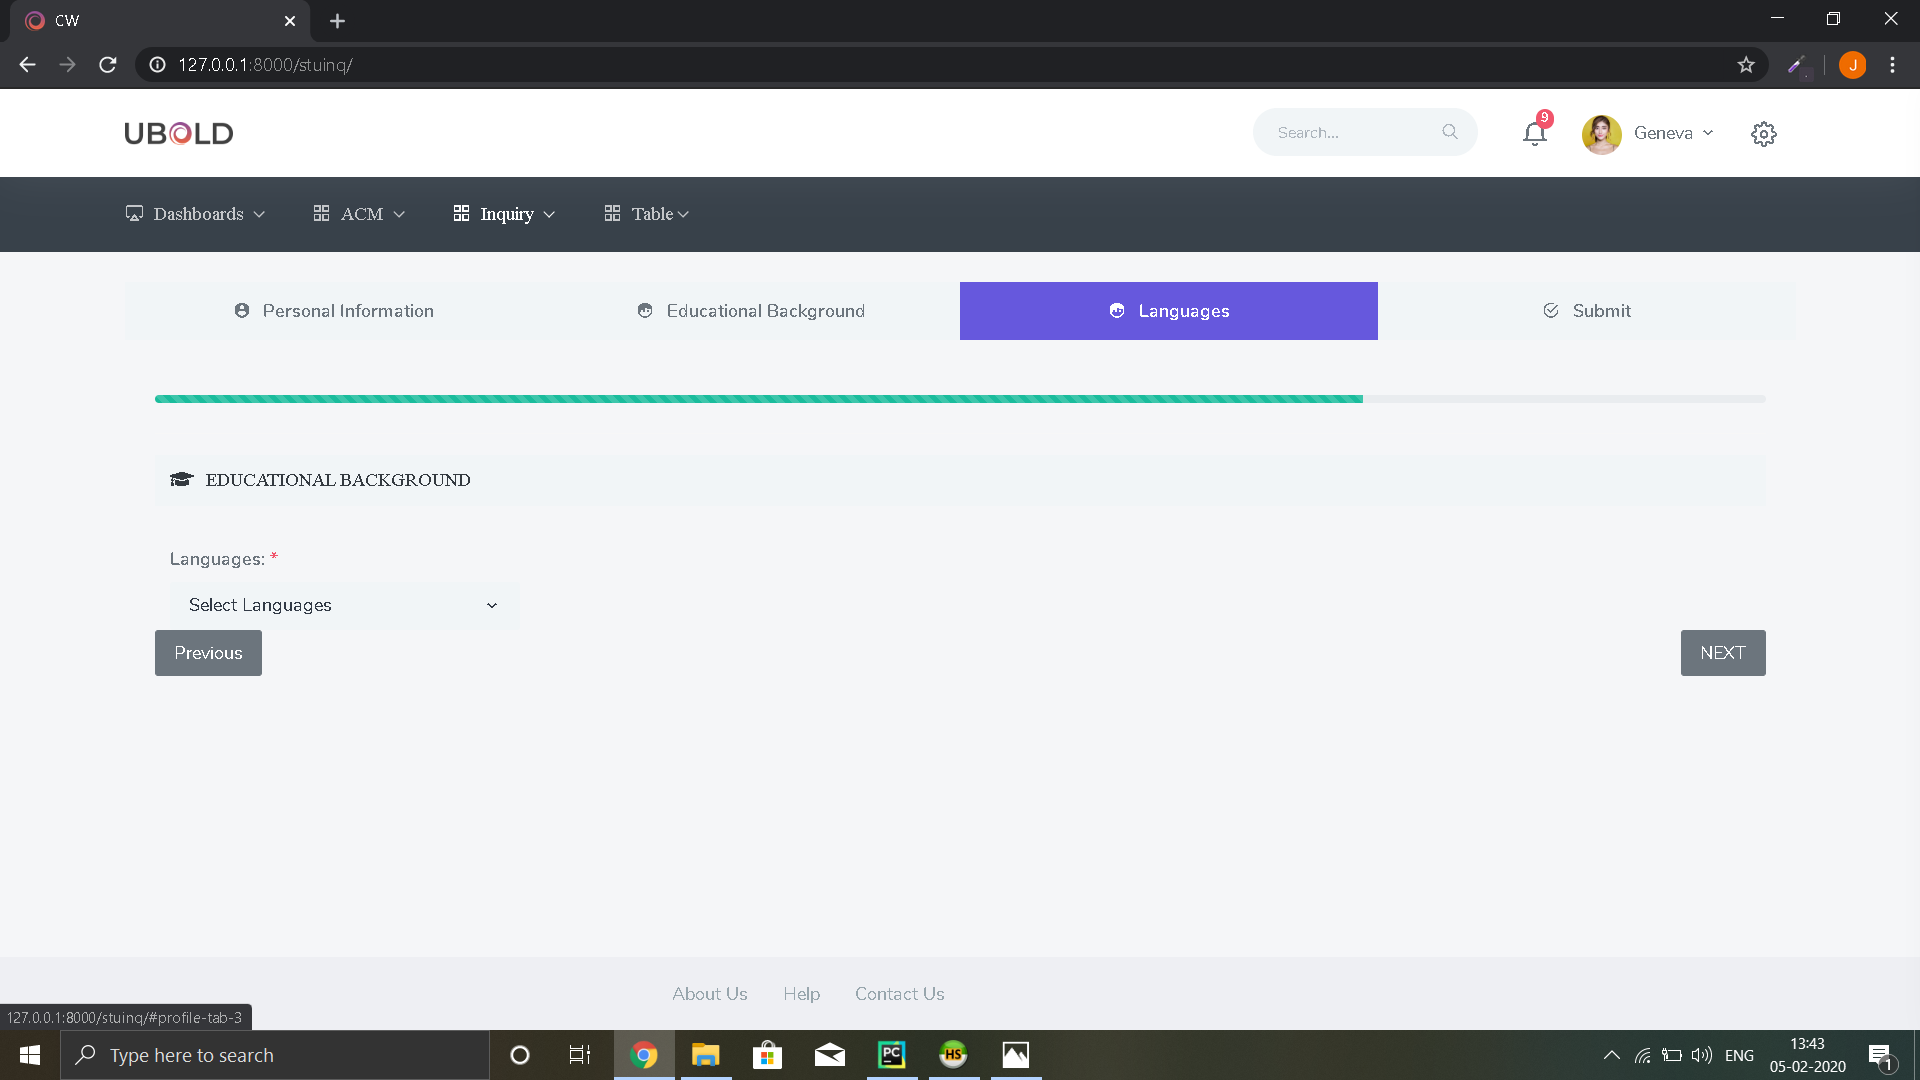 CW
127.0.0.1:8000/stuinq/
J
UBOLD
Search...
9
Geneva
Dashboards
ACM
Inquiry
Table
Personal Information
Educational Background
Languages
Submit
EDUCATIONAL BACKGROUND
Languages: *
Select Languages
Previous
NEXT
About Us
Help
Contact Us
127.0.0.1:8000/stuinq/#profile-tab-3
Type here to search
PC
HS
ENG
13:43
05-02-2020
1